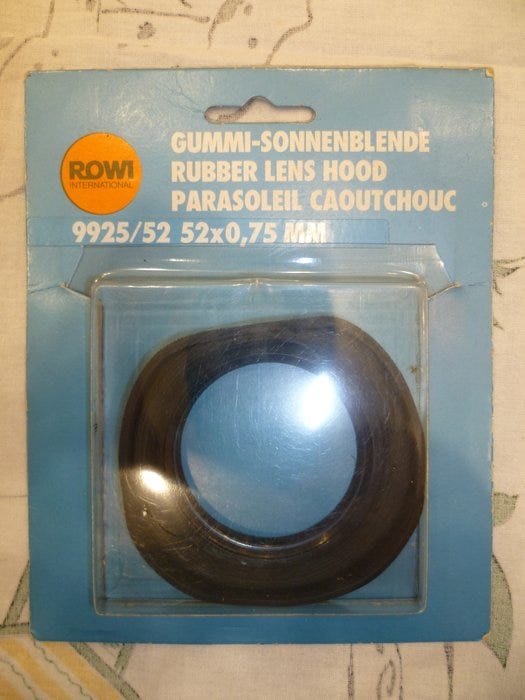 ROWI
INTERNATIONAL
GUMMI-SONNENBLENDE
RUBBER LENS HOOD
PARASOLEIL CAOUTCHOUC
9925/52 52x0,75 MM